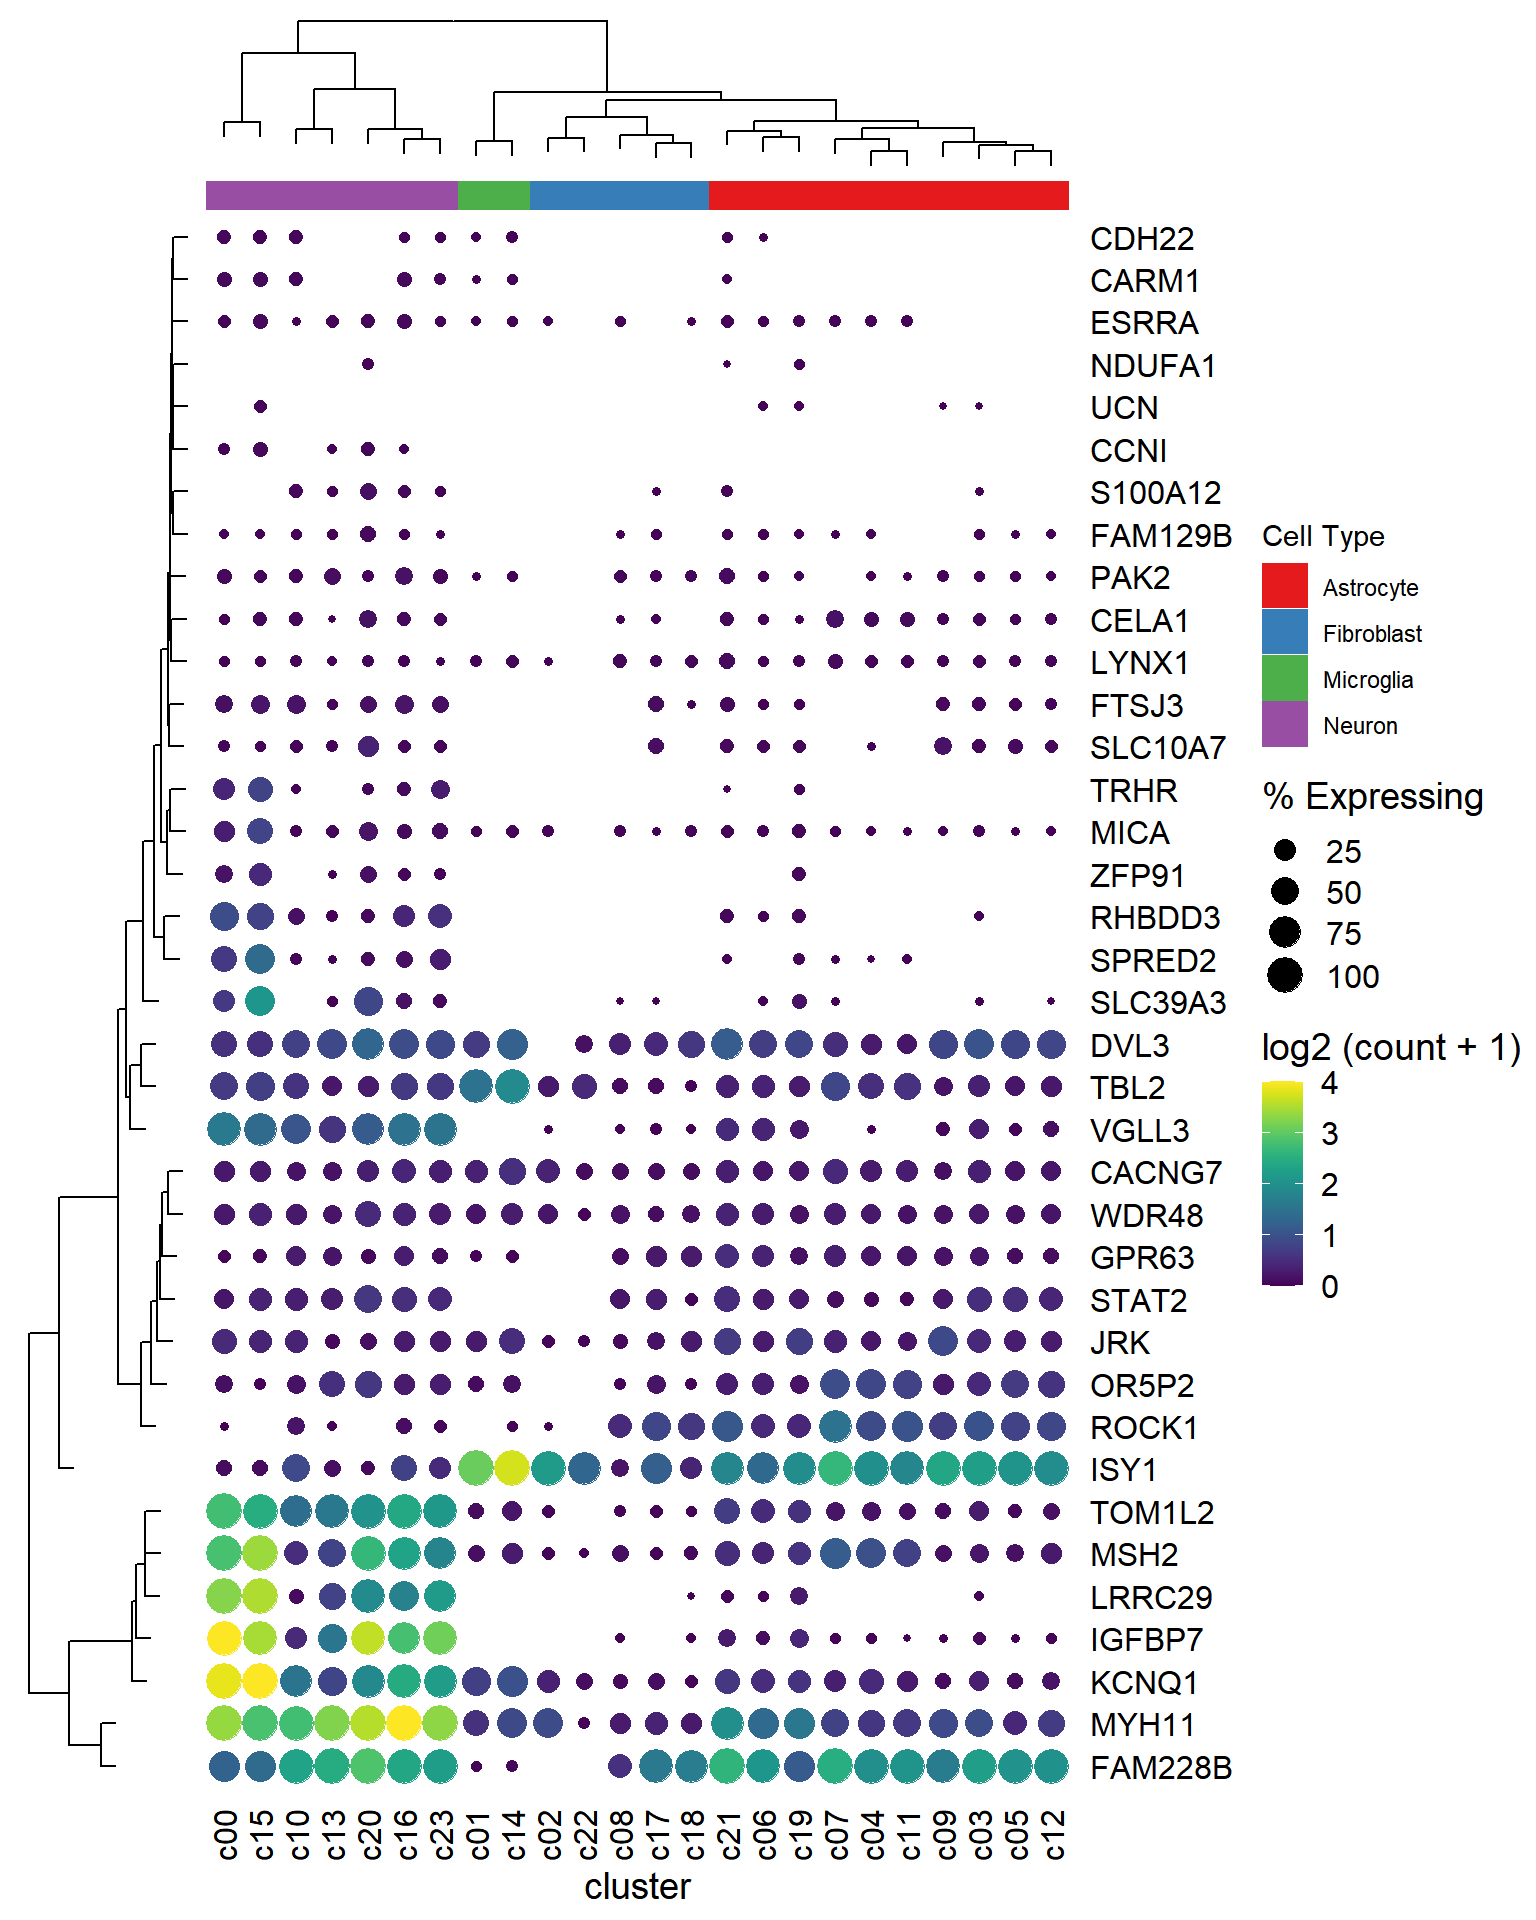 CDH22
CARM1
ESRRA
NDUFA1
UCN
CCNI
S100A12
FAM129B
PAK2
CELA1
LYNX1
FTSJ3
SLC10A7
TRHR
MICA
ZFP91
RHBDD3
SPRED2
SLC39A3
DVL3
TBL2
VGLL3
CACNG7
WDR48
GPR63
STAT2
JRK
OR5P2
ROCK1
ISY1
TOM1L2
MSH2
LRRC29
IGFBP7
KCNQ1
MYH11
FAM228B
c00 c15 c10 c13 c20 c16 c23 c01 c14 c02 c22 c08 c17 c18 c21 c06 c19 c07 c04 c11 c09 c03 c05 c12
cluster
Cell Type
Astrocyte
Fibroblast
Microglia
Neuron
% Expressing
25
50
75
100
log2 (count + 1)
4
3
2
1
0